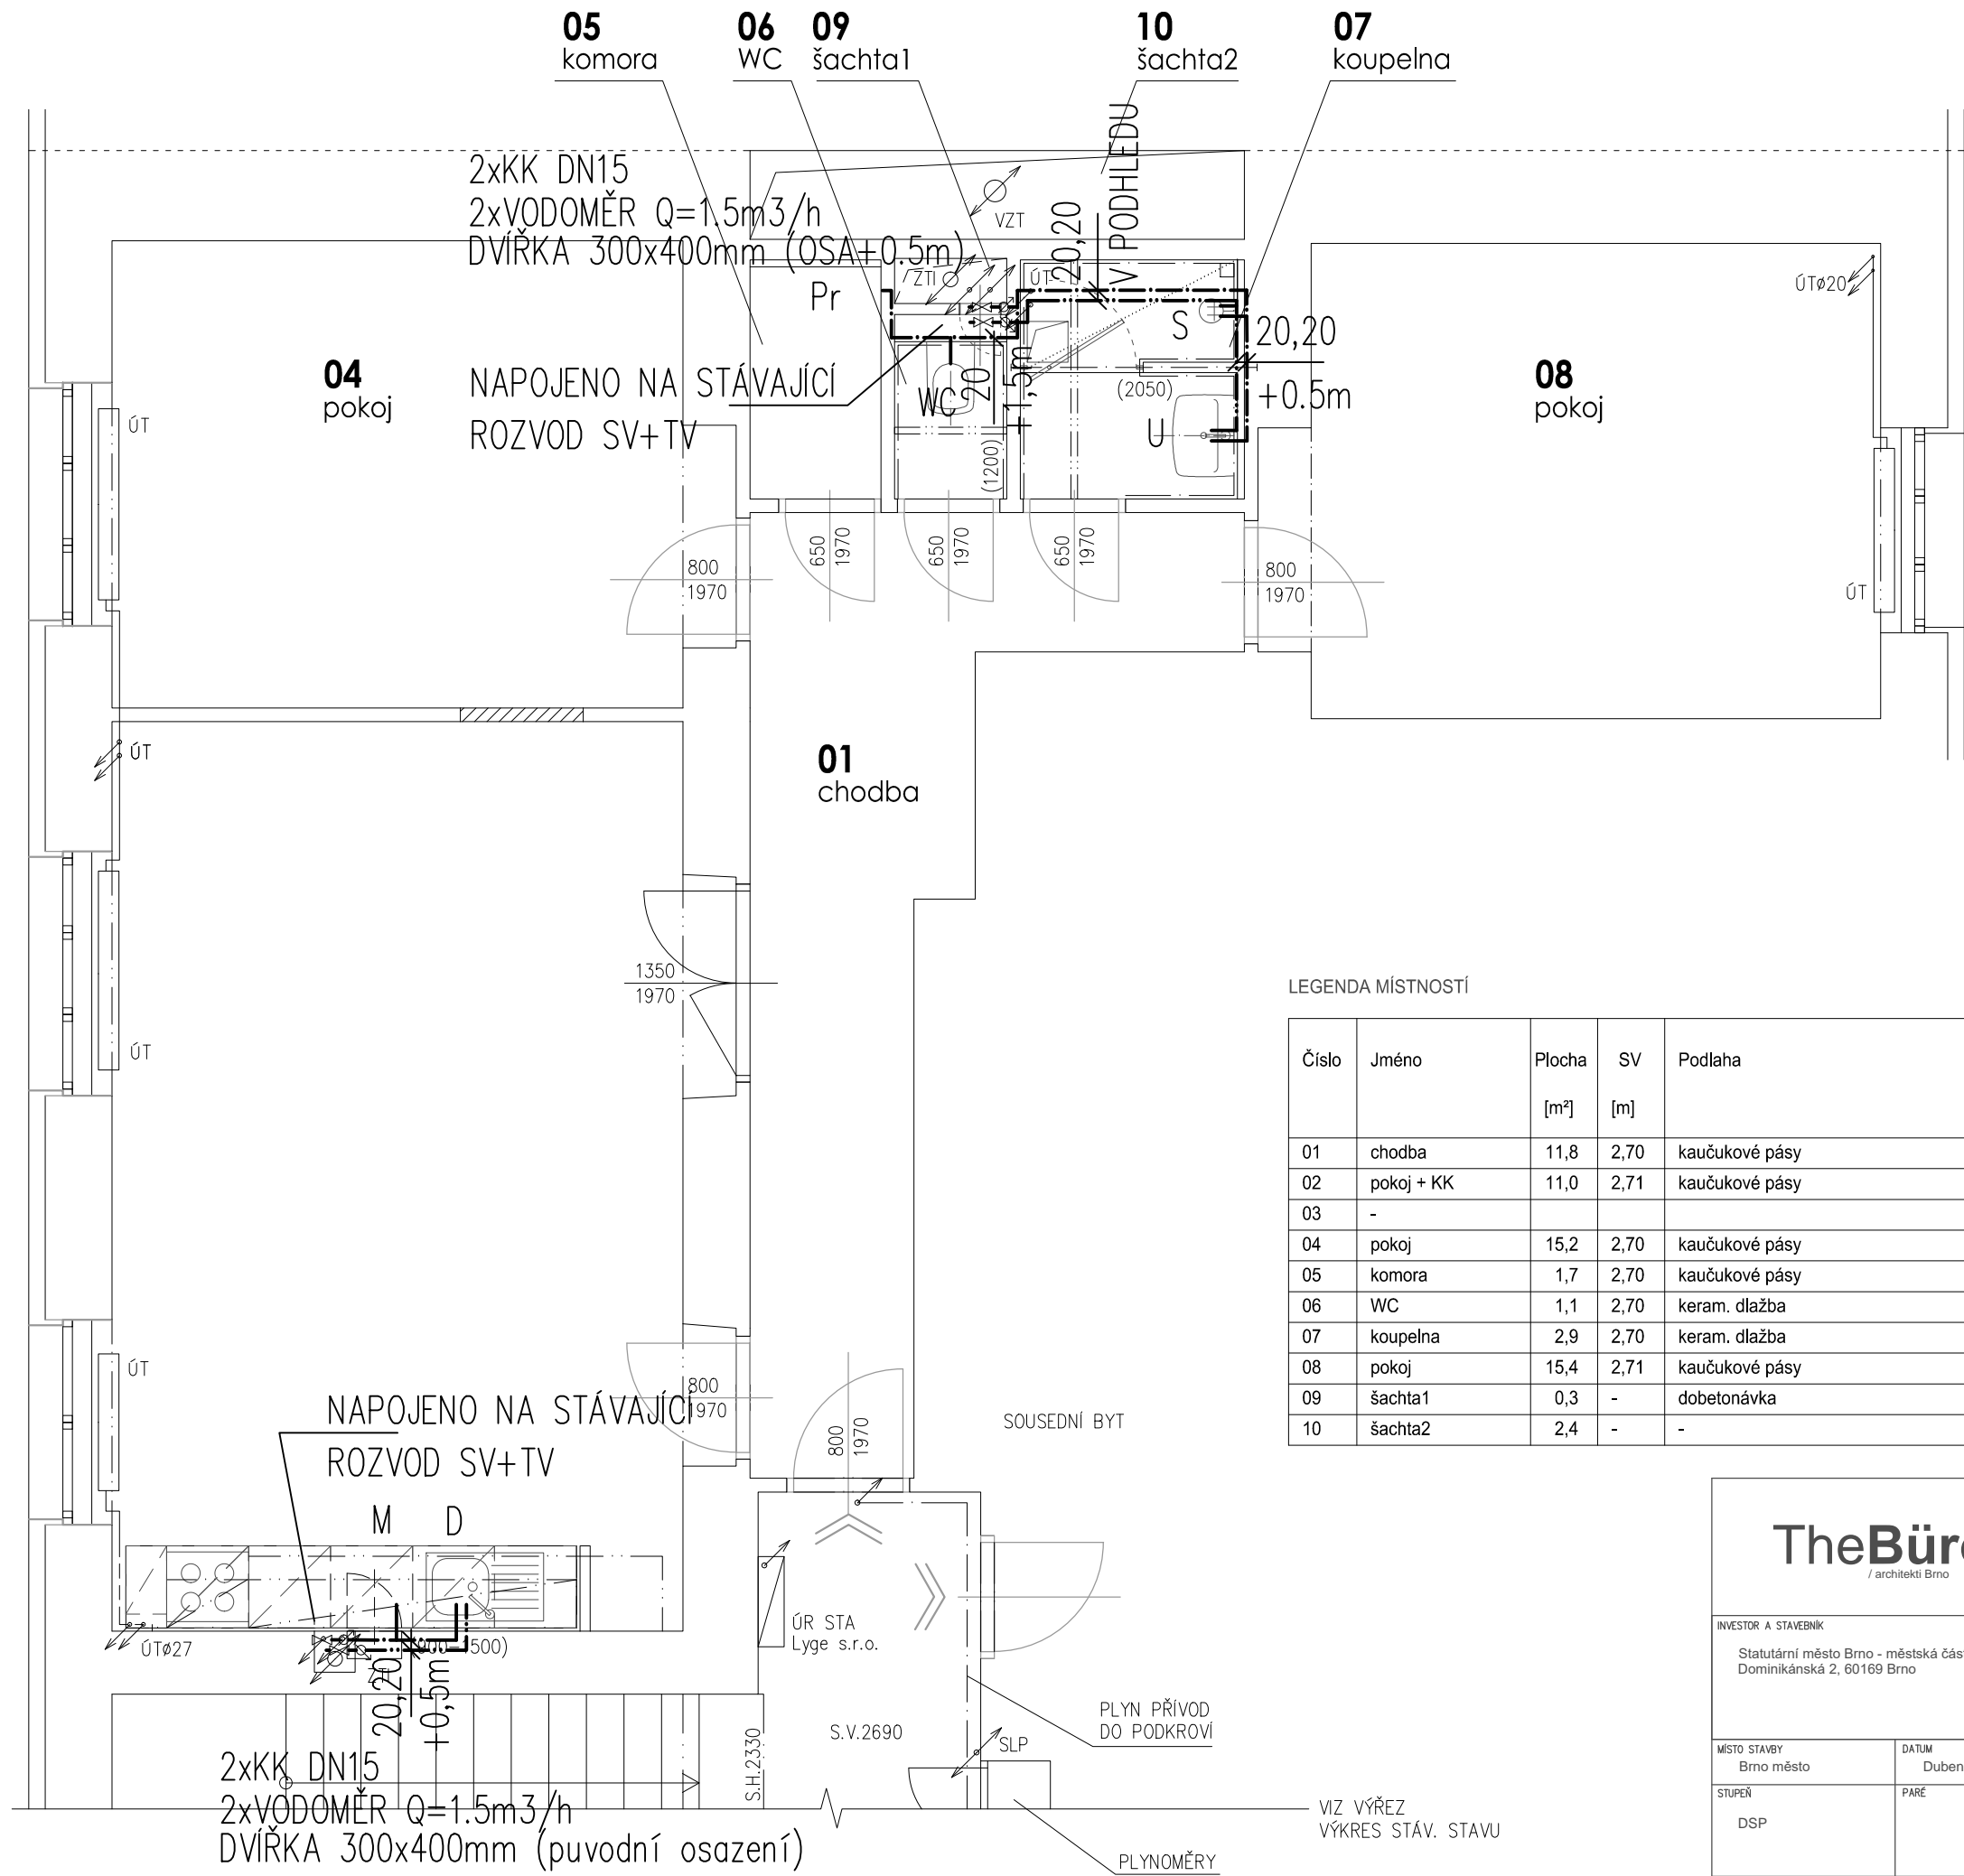 05
komora
06
WC
09
šachta1
10
šachta2
07
koupelna
2xKK DN15
2xVODOMĚR Q=1.5m3/h
DVÍŘKA 300x400mm (OSA+0.5m)
VZT
20,20
V PODHLEDU
ZTI
ÚT
Pr
S
20,20
+0.5m
ÚTø20
04
pokoj
ÚT
NAPOJENO NA STÁVAJÍCÍ
ROZVOD SV+TV
WC
20
+1,5m
(1200)
(2050)
U
08
pokoj
ÚT
800
1970
650
1970
650
1970
650
1970
800
1970
ÚT
01
chodba
1350
1970
ÚT
ÚT
800
1970
NAPOJENO NA STÁVAJÍCÍ
ROZVOD SV+TV
M D
800
1970
SOUSEDNÍ BYT
ÚTø27
ZTI
20,20
+0,5m
ÚR STA
Lyge s.r.o.
S.V.2690
S.H.2330
PLYN PŘÍVOD
DO PODKROVÍ
SLP
2xKK DN15
2xVODOMĚR Q=1.5m3/h
DVÍŘKA 300x400mm (puvodní osazení)
VIZ VÝŘEZ
VÝKRES STÁV. STAVU
PLYNOMĚRY
LEGENDA MÍSTNOSTÍ
Číslo Jméno Plocha SV Podlaha
[m²] [m]
01 chodba 11,8 2,70 kaučukové pásy
02 pokoj + KK 11,0 2,71 kaučukové pásy
03 -
04 pokoj 15,2 2,70 kaučukové pásy
05 komora 1,7 2,70 kaučukové pásy
06 WC 1,1 2,70 keram. dlažba
07 koupelna 2,9 2,70 keram. dlažba
08 pokoj 15,4 2,71 kaučukové pásy
09 šachta1 0,3 - dobetonávka
10 šachta2 2,4 - -
TheBür
/ architekti Brno
INVESTOR A STAVEBNÍK
Statutární město Brno - městská část
Dominikánská 2, 60169 Brno
MÍSTO STAVBY
Brno město
DATUM
Duben
STUPEŇ
DSP
PARÉ